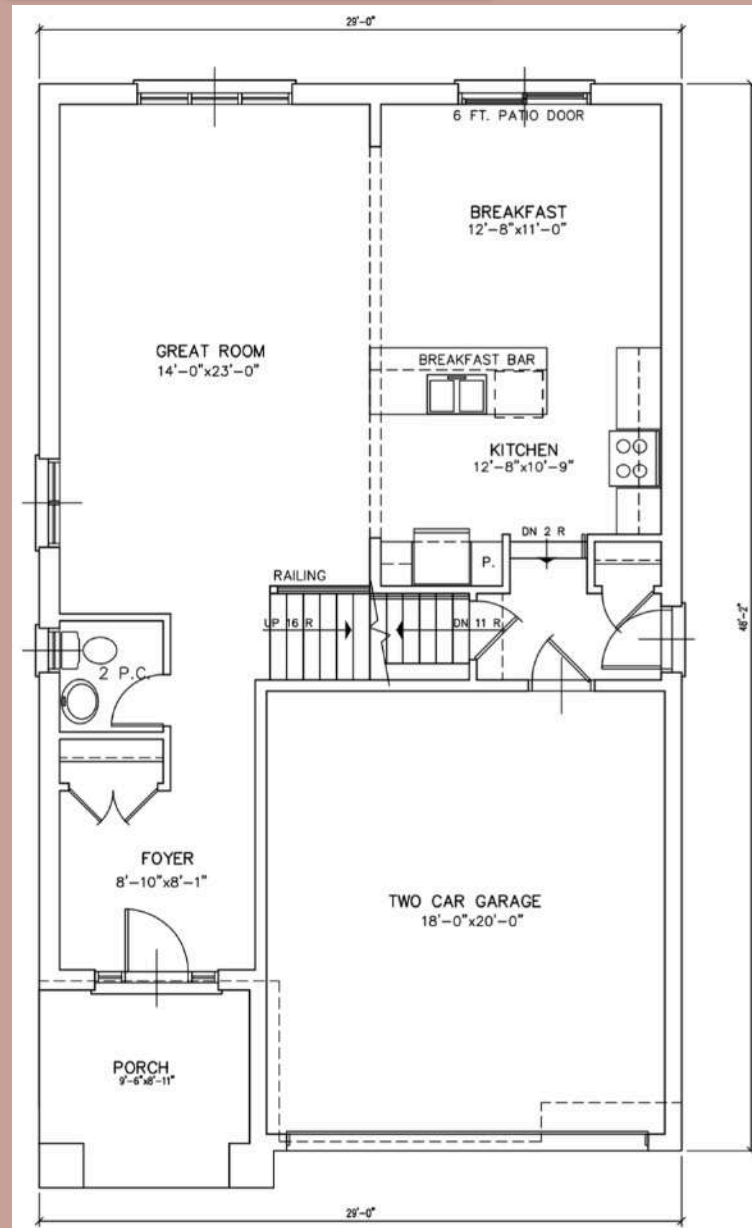 29'-0"
6 FT. PATIO DOOR
BREAKFAST
12'-8"x11'-0"
GREAT ROOM
14'-0"x23'-0"
BREAKFAST BAR
KITCHEN
12'-8"x10'-9"
DN 2 R
P.
RAILING
UP 16 R
DN 11 R
48'-2"
2 P.C.
FOYER
8'-10"x8'-1"
TWO CAR GARAGE
18'-0"x20'-0"
PORCH
9'-6"x8'-11"
29'-0"